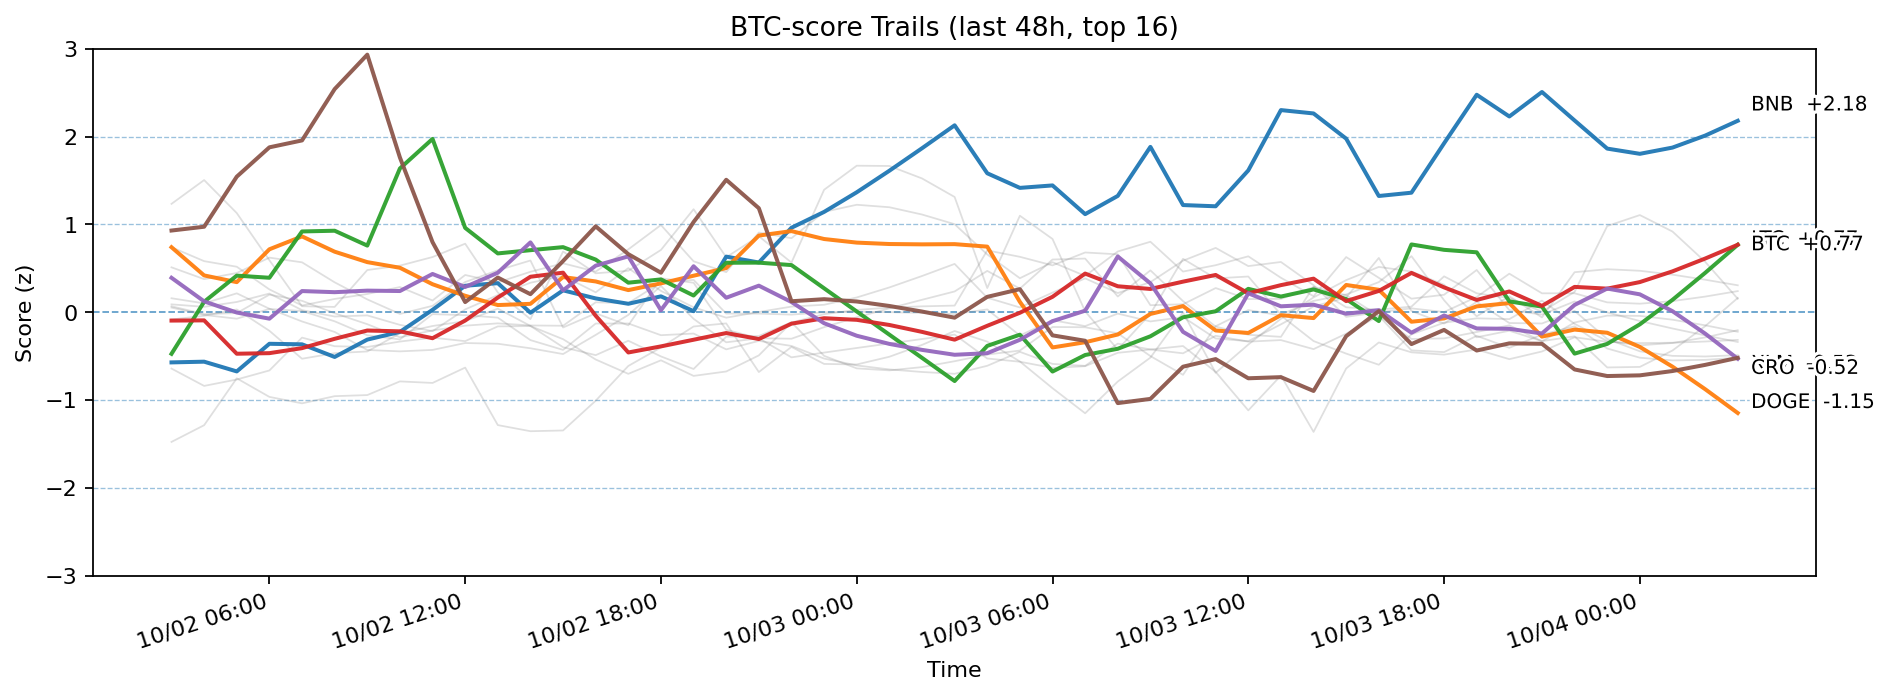 BTC-score Trails (last 48h, top 16)
3
2
1
0
−1
−2
−3
Score (z)
BNB +2.18
BTC +0.77
CRO -0.52
DOGE -1.15
10/02 06:00
10/02 12:00
10/02 18:00
10/03 00:00
10/03 06:00
10/03 12:00
10/03 18:00
10/04 00:00
Time